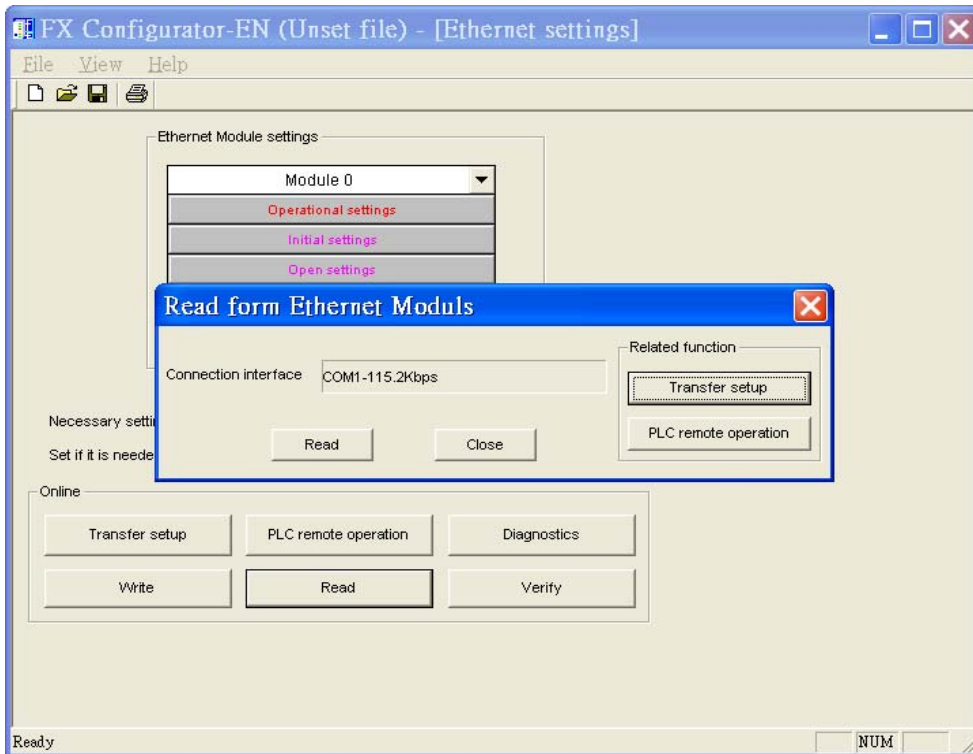 FX Configurator-EN (Unset file) - [Ethernet settings]
File View Help
Ethernet Module settings
Module 0
Operational settings
Initial settings
Open settings
Read form Ethernet Moduls
Connection interface COM1-115.2Kbps
Related function
Transfer setup
PLC remote operation
Read Close
Necessary setti
Set if it is neede
Online
Transfer setup PLC remote operation Diagnostics
Write Read Verify
Ready NUM